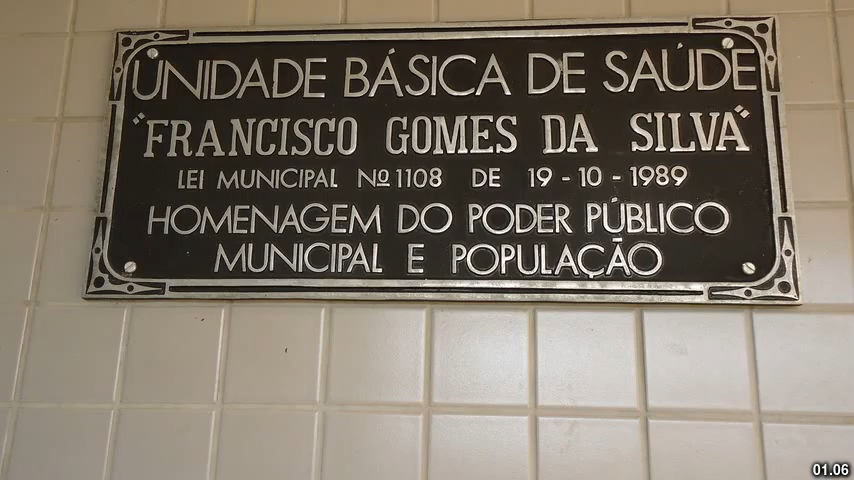 UNIDADE BÁSICA DE SAÚDE
"FRANCISCO GOMES DA SILVA"
LEI MUNICIPAL Nº 1108 DE 19-10-1989
HOMENAGEM DO PODER PÚBLICO
MUNICIPAL E POPULAÇÃO
01.06